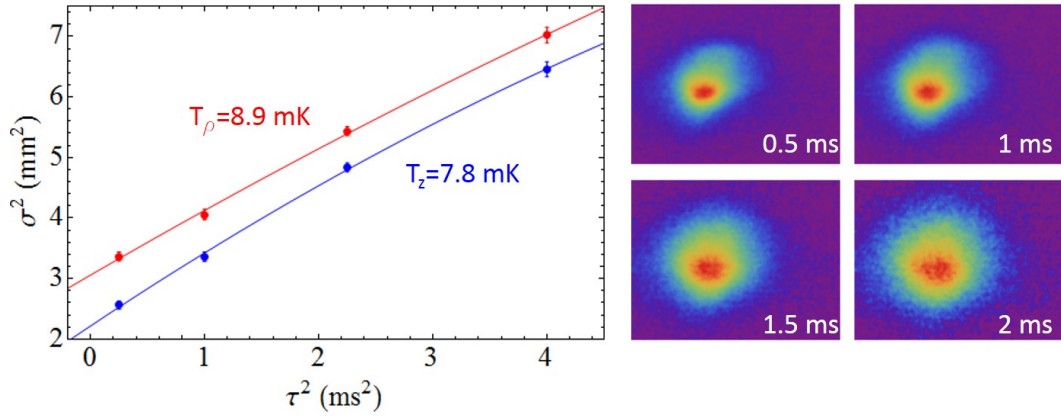 7
6
5
4
3
2
σ² (mm²)
T_ρ=8.9 mK
T_z=7.8 mK
0 1 2 3 4
τ² (ms²)
0.5 ms 1 ms
1.5 ms 2 ms